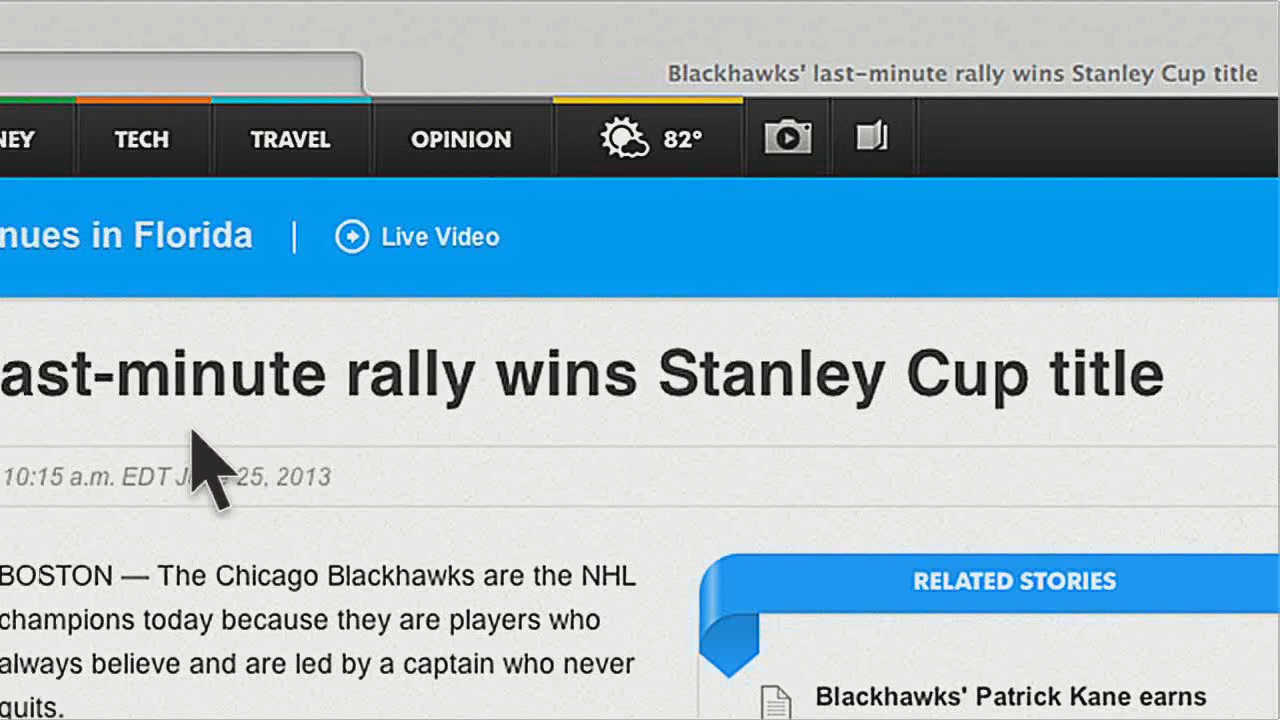 Blackhawks' last-minute rally wins Stanley Cup title
NEY TECH TRAVEL OPINION 82°
nues in Florida | Live Video
last-minute rally wins Stanley Cup title
10:15 a.m. EDT 25, 2013
BOSTON — The Chicago Blackhawks are the NHL
champions today because they are players who
always believe and are led by a captain who never
quits.
RELATED STORIES
Blackhawks' Patrick Kane earns